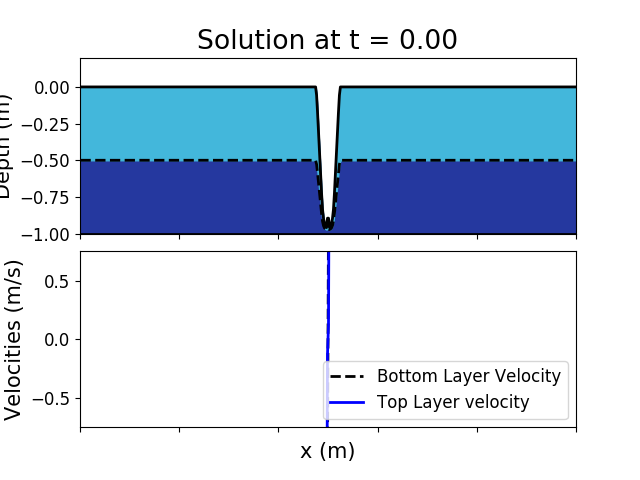 Solution at t = 0.00
Depth (m)
0.00
−0.25
−0.50
−0.75
−1.00
Velocities (m/s)
0.5
0.0
−0.5
Bottom Layer Velocity
Top Layer velocity
x (m)